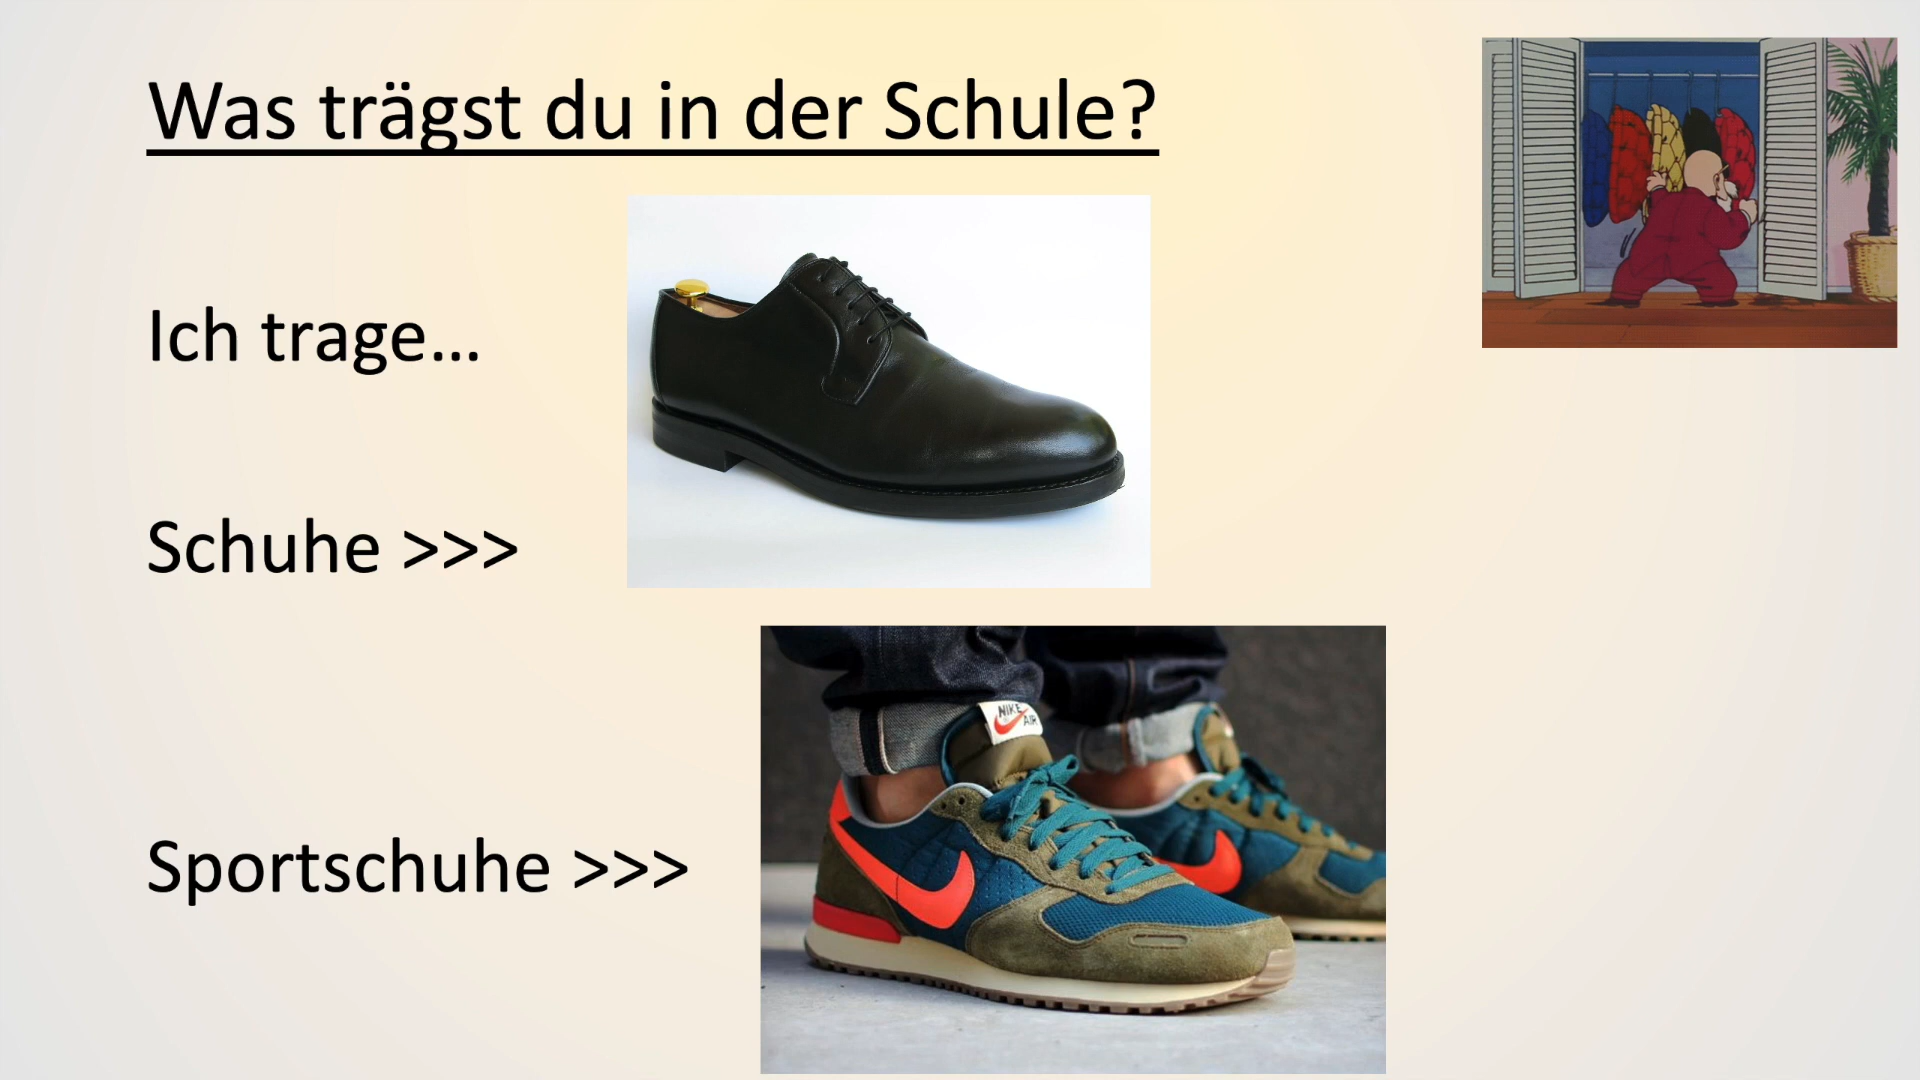 Was trägst du in der Schule?
Ich trage...
Schuhe >>>
Sportschuhe >>>
NIKE
AIR